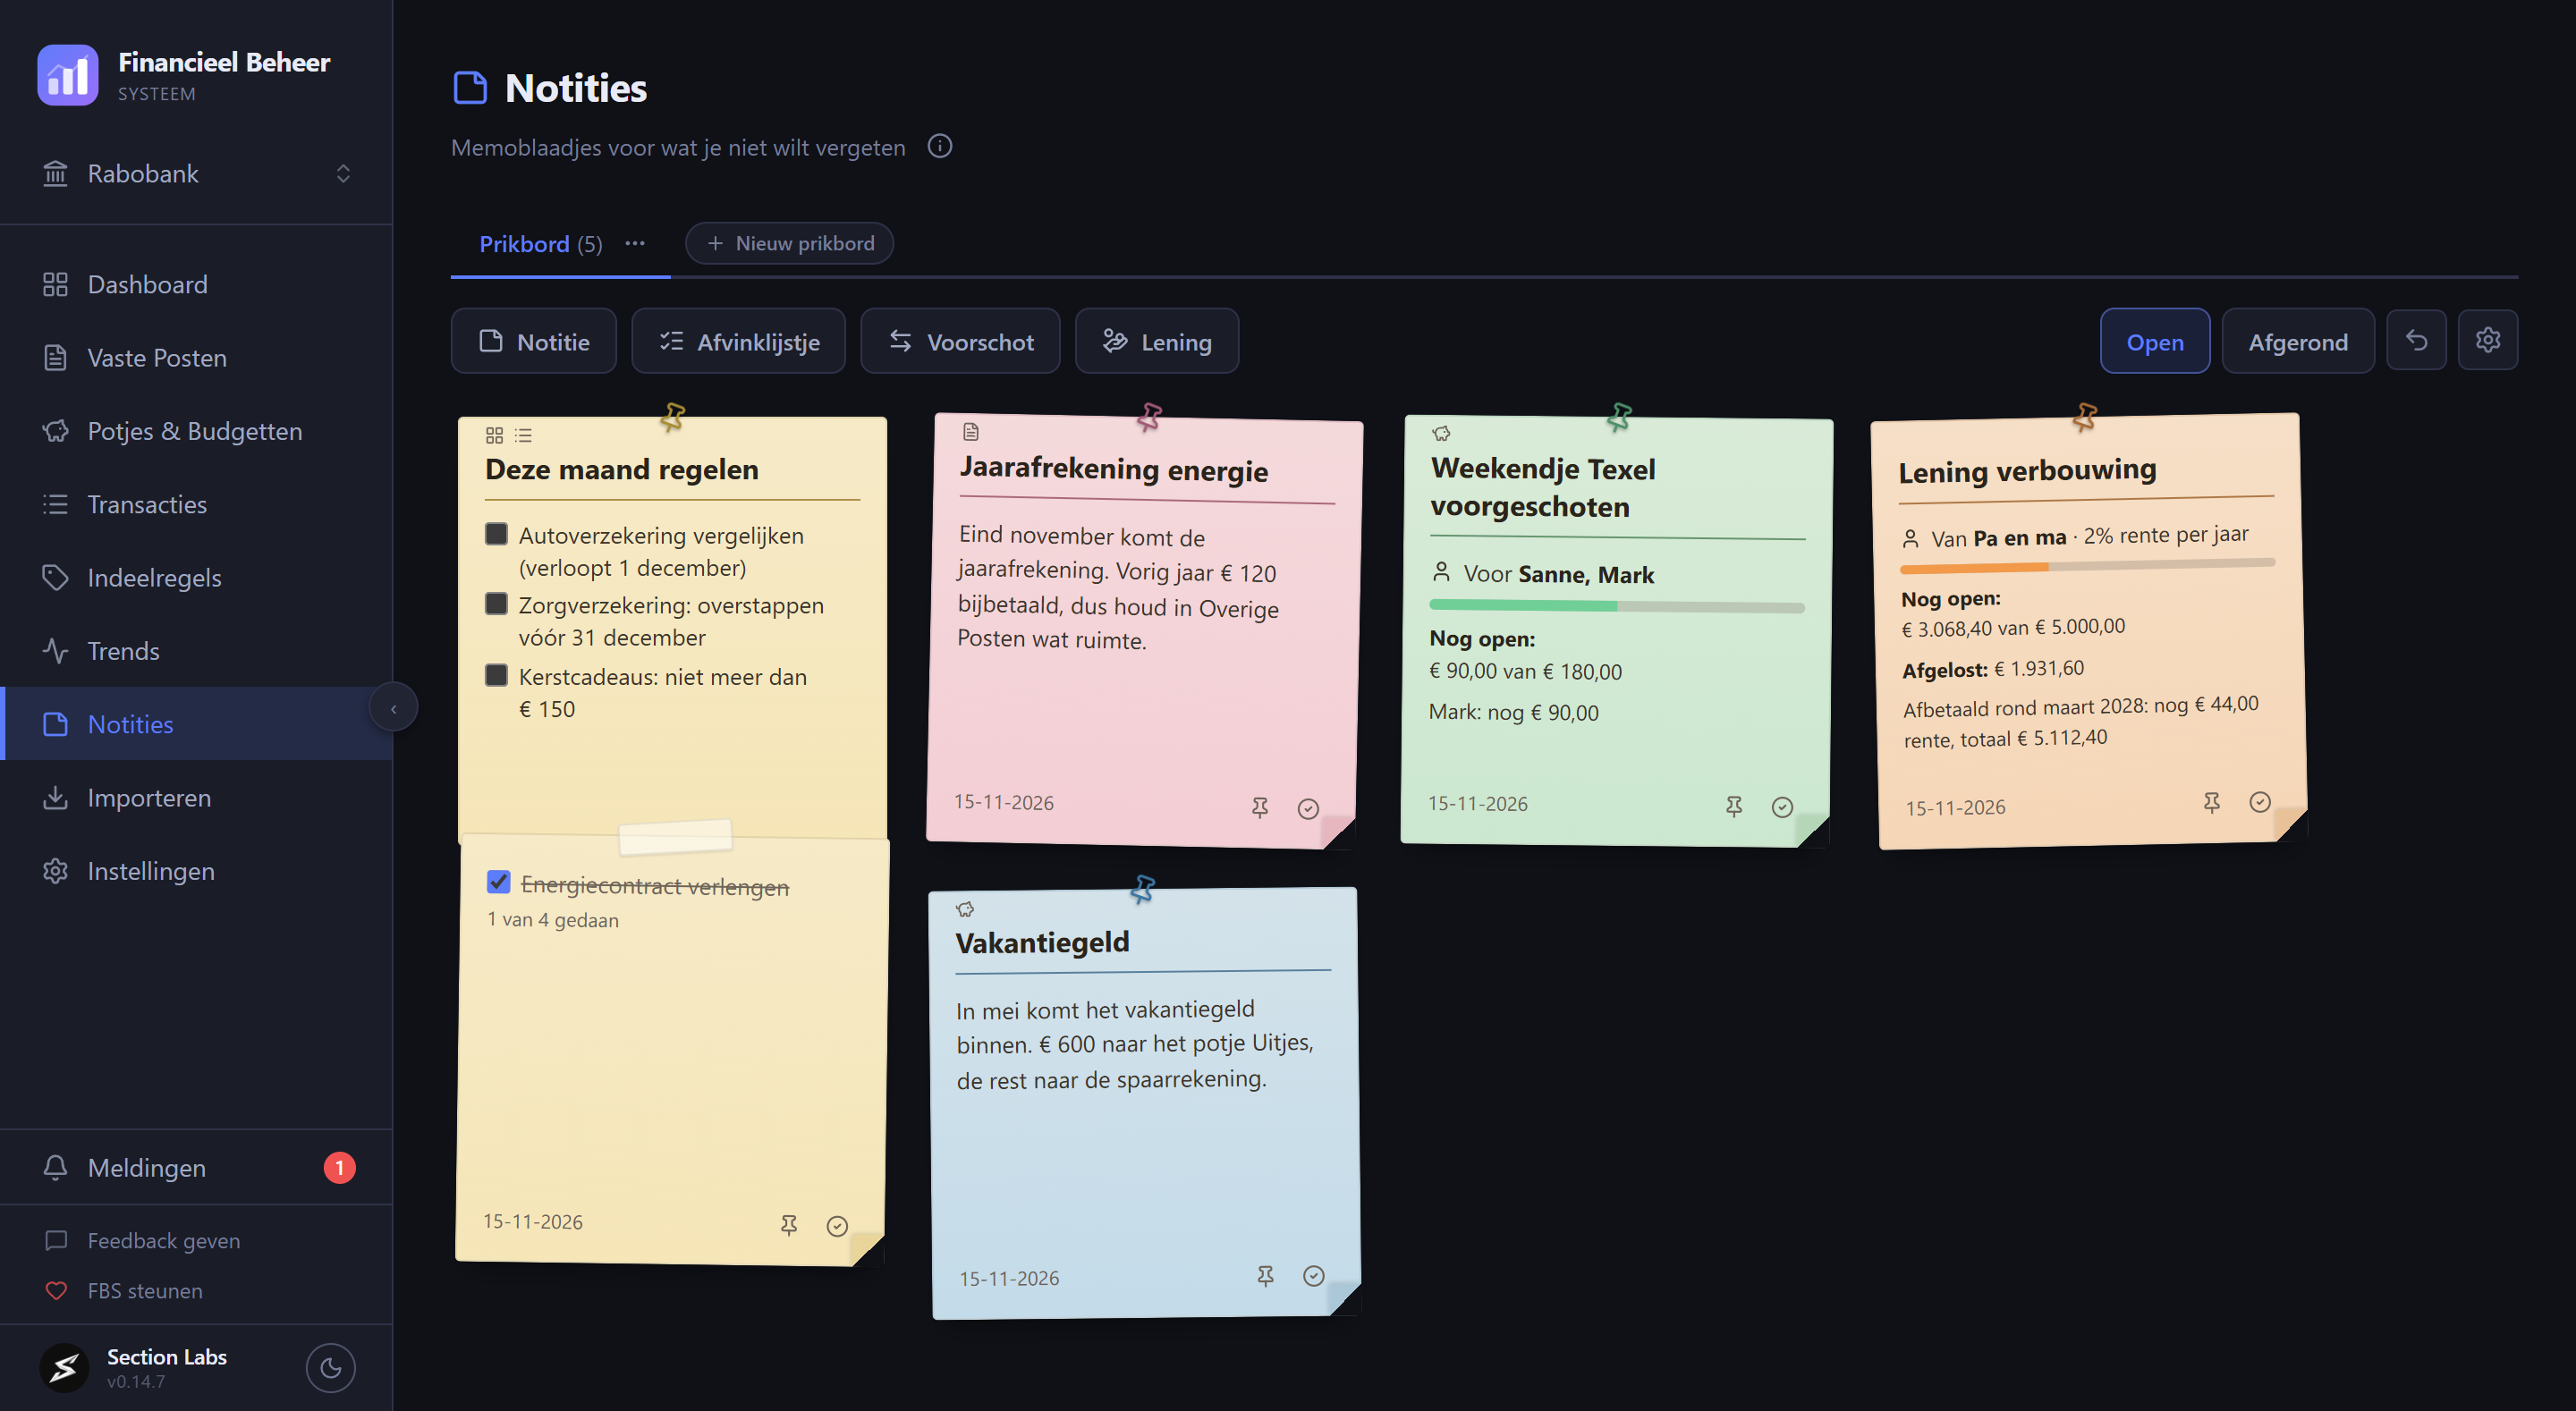 Financieel Beheer
SYSTEEM
Rabobank
Dashboard
Vaste Posten
Potjes & Budgetten
Transacties
Indeelregels
Trends
Notities
Importeren
Instellingen
Meldingen
1
Feedback geven
FBS steunen
Section Labs
v0.14.7
Notities
Memoblaadjes voor wat je niet wilt vergeten
Prikbord (5)
Nieuw prikbord
Notitie
Afvinklijstje
Voorschot
Lening
Open
Afgerond
Deze maand regelen
Autoverzekering vergelijken
(verloopt 1 december)
Zorgverzekering: overstappen
vóór 31 december
Kerstcadeaus: niet meer dan
€ 150
Energiecontract verlengen
1 van 4 gedaan
15-11-2026
Jaarafrekening energie
Eind november komt de
jaarafrekening. Vorig jaar € 120
bijbetaald, dus houd in Overige
Posten wat ruimte.
15-11-2026
Weekendje Texel
voorgeschoten
Voor Sanne, Mark
Nog open:
€ 90,00 van € 180,00
Mark: nog € 90,00
15-11-2026
Lening verbouwing
Van Pa en ma · 2% rente per jaar
Nog open:
€ 3.068,40 van € 5.000,00
Afgelost: € 1.931,60
Afbetaald rond maart 2028: nog € 44,00
rente, totaal € 5.112,40
15-11-2026
Vakantiegeld
In mei komt het vakantiegeld
binnen. € 600 naar het potje Uitjes,
de rest naar de spaarrekening.
15-11-2026